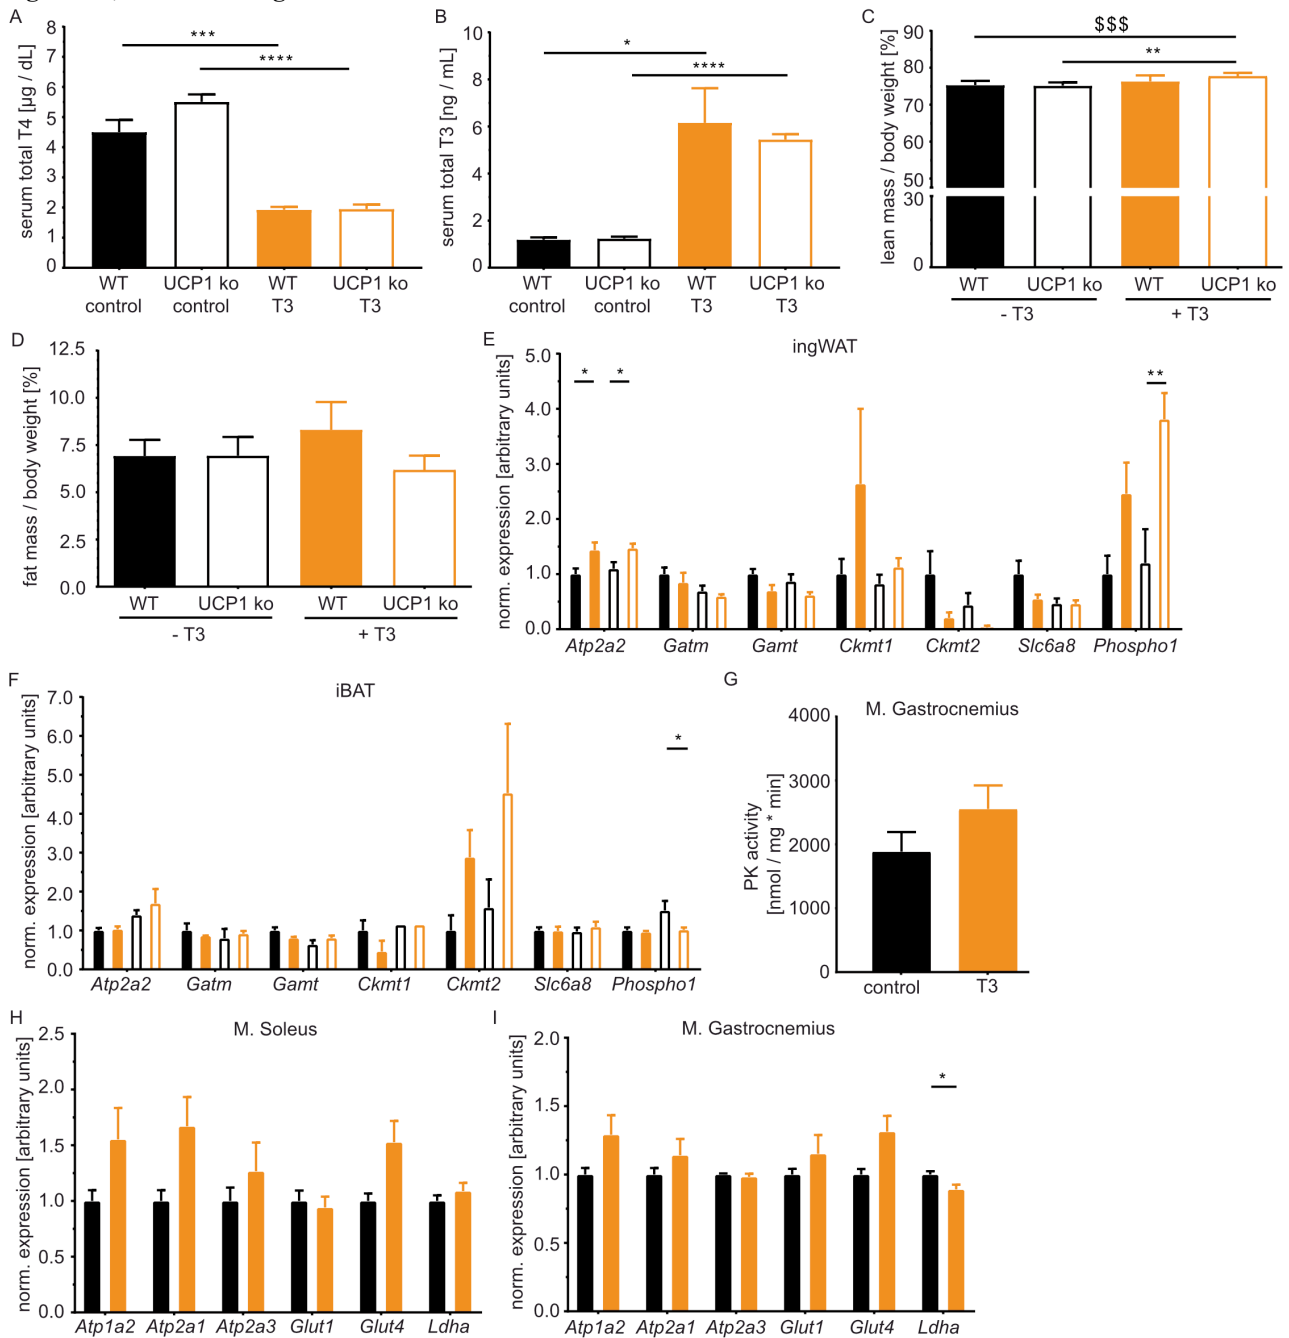 A
serum total T4 [µg / dL]
8
7
6
5
4
3
2
1
0
***
****
WT UCP1 ko WT UCP1 ko
control control T3 T3
B
serum total T3 [ng / mL]
10
8
6
4
2
0
*
****
WT UCP1 ko WT UCP1 ko
control control T3 T3
C
lean mass / body weight [%]
90
80
70
60
50
30
0
$$$
**
WT UCP1 ko WT UCP1 ko
- T3 + T3
D
fat mass / body weight [%]
12.5
10.0
7.5
5.0
2.5
0.0
WT UCP1 ko WT UCP1 ko
- T3 + T3
E
ingWAT
norm. expression [arbitrary units]
5.0
4.0
3.0
2.0
1.0
0.0
* *
**
Atp2a2 Gatm Gamt Ckmt1 Ckmt2 Slc6a8 Phospho1
F
iBAT
norm. expression [arbitrary units]
7.0
6.0
5.0
4.0
3.0
2.0
1.0
0.0
*
Atp2a2 Gatm Gamt Ckmt1 Ckmt2 Slc6a8 Phospho1
G
M. Gastrocnemius
PK activity
[nmol / mg * min]
4000
3000
2000
1000
0
control T3
H
M. Soleus
norm. expression [arbitrary units]
2.5
2.0
1.5
1.0
0.5
0.0
Atp1a2 Atp2a1 Atp2a3 Glut1 Glut4 Ldha
I
M. Gastrocnemius
norm. expression [arbitrary units]
2.0
1.5
1.0
0.5
0.0
*
Atp1a2 Atp2a1 Atp2a3 Glut1 Glut4 Ldha